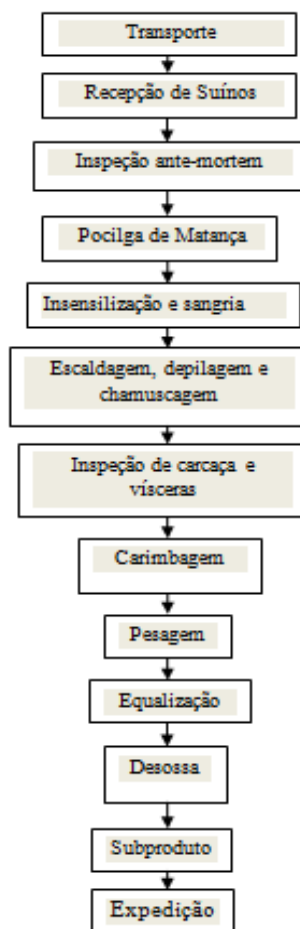 Transporte
Recepção de Suínos
Inspeção ante-mortem
Pocilga de Matança
Insensilização e sangria
Escaldagem, depilagem e
chamuscagem
Inspeção de carcaça e
vísceras
Carimbagem
Pesagem
Equalização
Desossa
Subproduto
Expedição